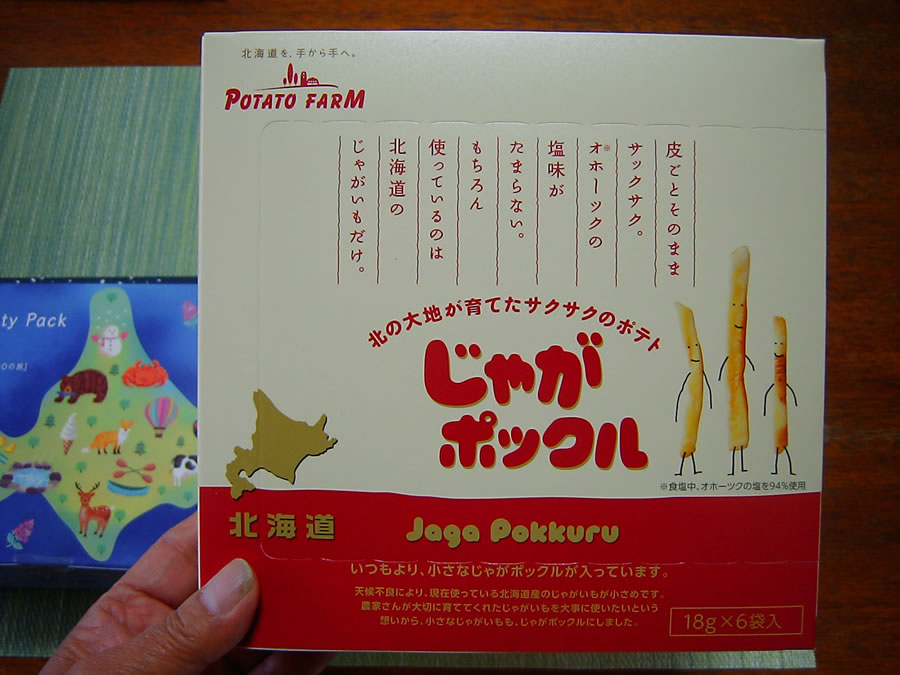 北海道を、手から手へ。
POTATO FARM
皮ごとそのまま
サックサク。
※オホーツクの
塩味が
たまらない。
もちろん
使っているのは
北海道の
じゃがいもだけ。
北の大地が育てたサクサクのポテト
じゃが
ポックル
※食塩中、オホーツクの塩を94%使用
北海道
Jaga Pokkuru
いつもより、小さなじゃがポックルが入っています。
天候不良により、現在使っている北海道産のじゃがいもが小さめです。
農家さんが大切に育ててくれたじゃがいもを大事に使いたいという
想いから、小さなじゃがいもも、じゃがポックルにしました。
18g×6袋入
ty Pack
の旅]